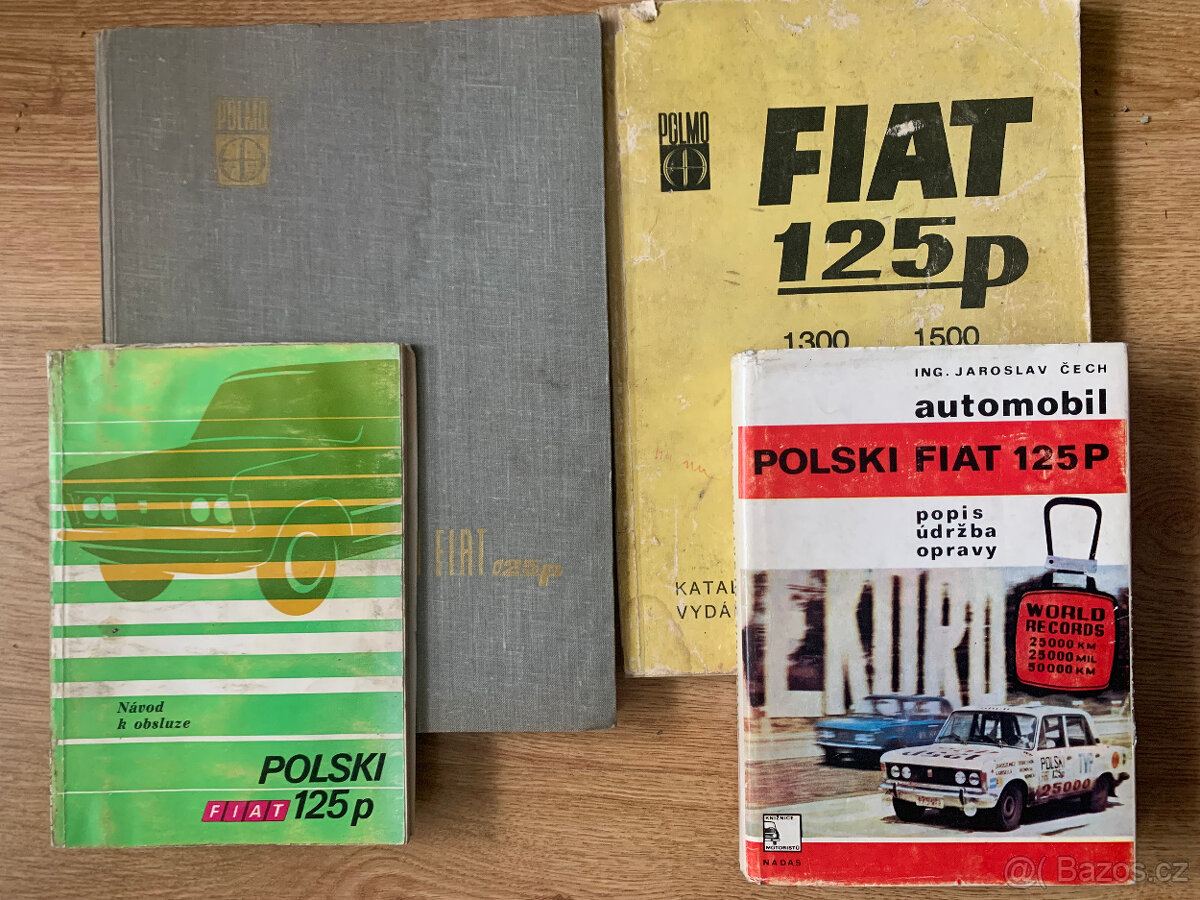 POLMO
FIAT
125p
POLMO
FIAT
125p
1300 1500
KATAL
VYDÁ
Návod
k obsluze
POLSKI
FIAT 125p
ING. JAROSLAV ČECH
automobil
POLSKI FIAT 125P
popis
údržba
opravy
WORLD
RECORDS
25000 KM
25000 MIL
50000 KM
POLSKI
25000
KNIŽNICE
MOTORISTŮ
NADAS
Bazos.cz